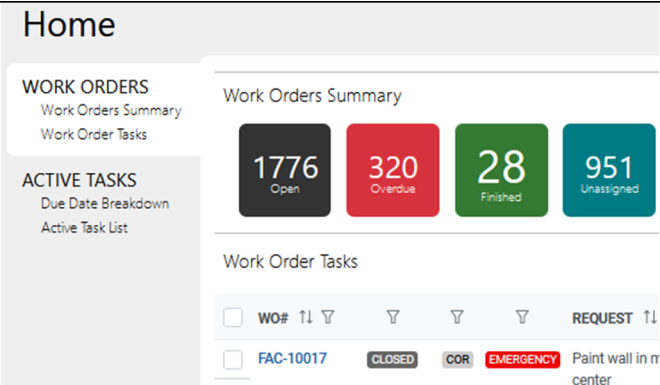 Home
WORK ORDERS
Work Orders Summary
Work Order Tasks
ACTIVE TASKS
Due Date Breakdown
Active Task List
Work Orders Summary
1776 320 28 951
Open Overdue Finished Unassigned
Work Order Tasks
WO# REQUEST
FAC-10017 CLOSED COR EMERGENCY Paint wall in
center